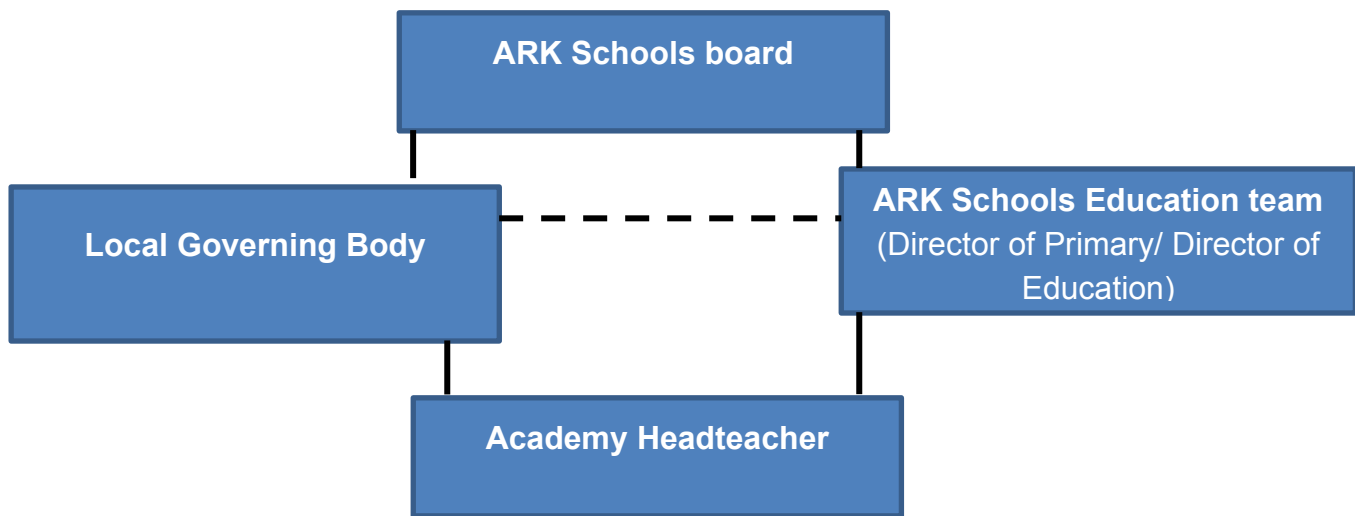 ARK Schools board
Local Governing Body
ARK Schools Education team
(Director of Primary/ Director of
Education)
Academy Headteacher